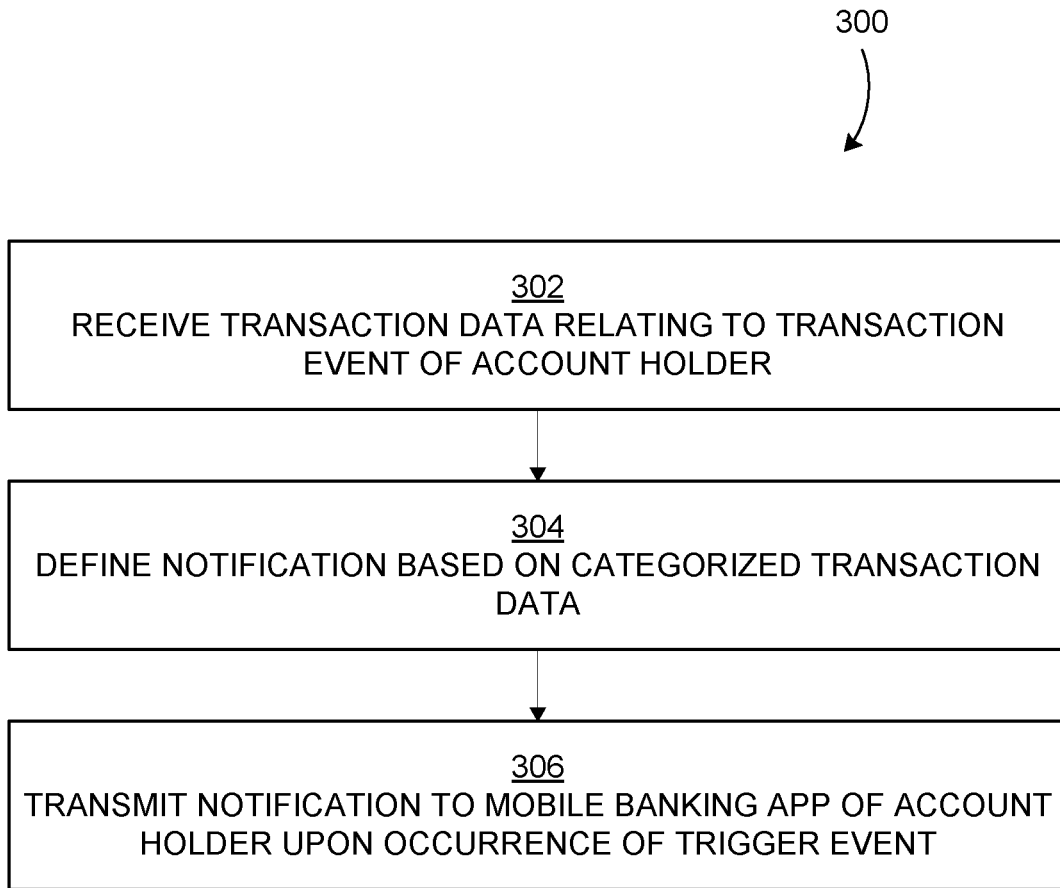 300
302
RECEIVE TRANSACTION DATA RELATING TO TRANSACTION
EVENT OF ACCOUNT HOLDER
304
DEFINE NOTIFICATION BASED ON CATEGORIZED TRANSACTION
DATA
306
TRANSMIT NOTIFICATION TO MOBILE BANKING APP OF ACCOUNT
HOLDER UPON OCCURRENCE OF TRIGGER EVENT